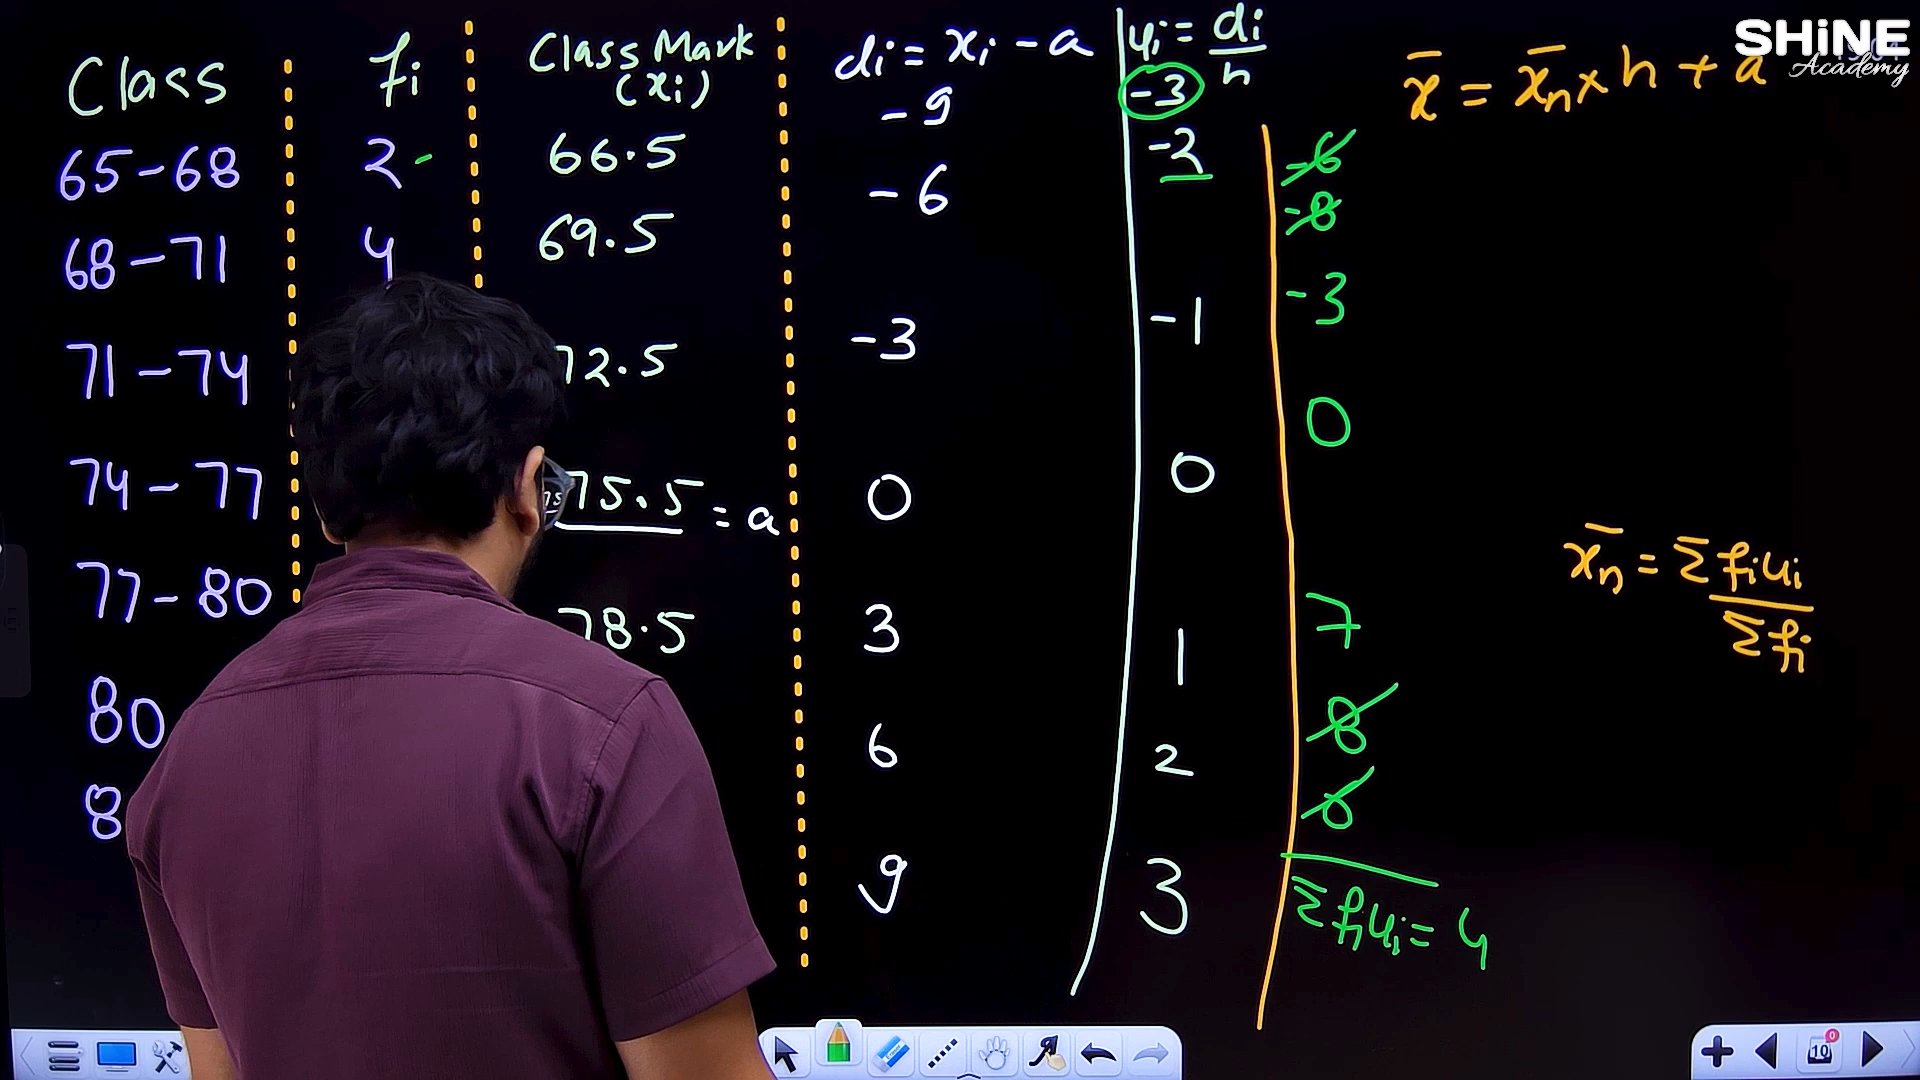 SHiNE
Academy
Class
fi
Class Mark
(xi)
di = xi - a
ui = di/h
x̄ = x̄n × h + a
65-68
2 -
66.5
-9
-3
-6
68-71
4
69.5
-6
-2
-8
71-74
72.5
-3
-1
-3
74-77
75.5 = a
0
0
0
77-80
78.5
3
1
7
80
6
2
8
8
9
3
6
Σfiui = 4
x̄n = Σfiui
Σfi
10
0